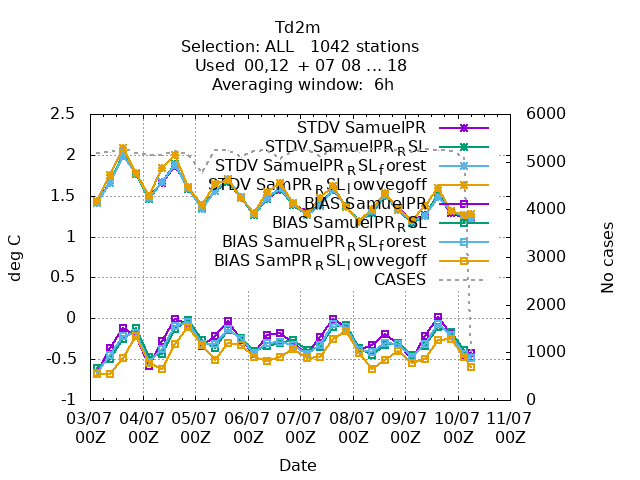 Td2m
Selection: ALL   1042 stations
Used  00,12  + 07 08 ... 18
Averaging window:  6h
STDV SamuelPR
STDV SamuelPR_RSL
STDV SamuelPR_RSL_forest
STDV SamPR_RSL_lowvegoff
BIAS SamuelPR
BIAS SamuelPR_RSL
BIAS SamuelPR_RSL_forest
BIAS SamPR_RSL_lowvegoff
CASES
deg C
2.5
2
1.5
1
0.5
0
-0.5
-1
No cases
6000
5000
4000
3000
2000
1000
0
03/07 04/07 05/07 06/07 07/07 08/07 09/07 10/07 11/07
00Z 00Z 00Z 00Z 00Z 00Z 00Z 00Z 00Z
Date